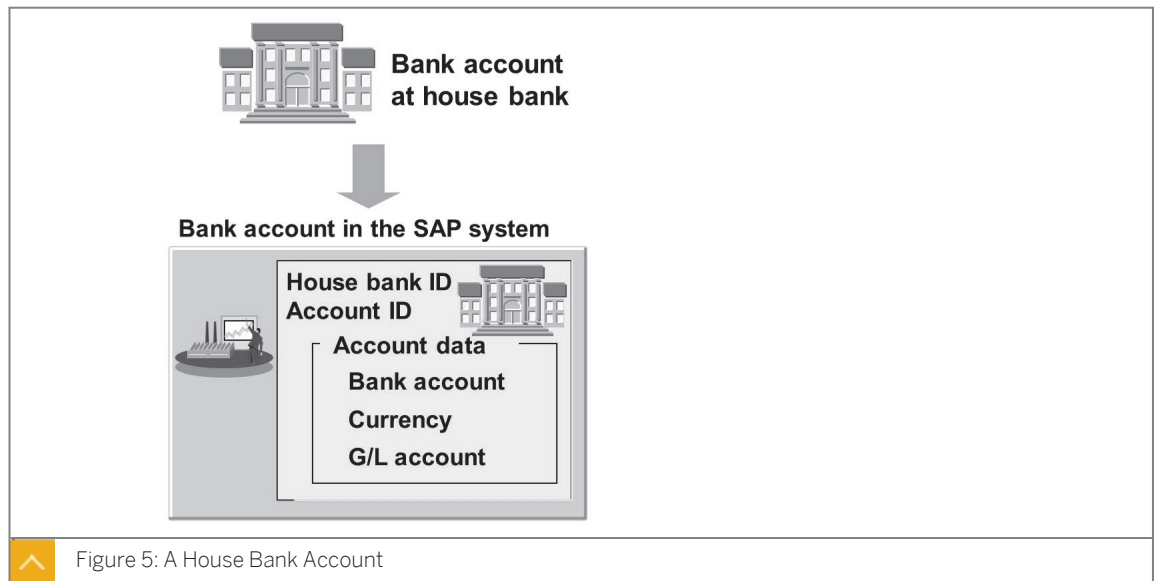 Bank account
at house bank
Bank account in the SAP system
House bank ID
Account ID
Account data
Bank account
Currency
G/L account
Figure 5: A House Bank Account